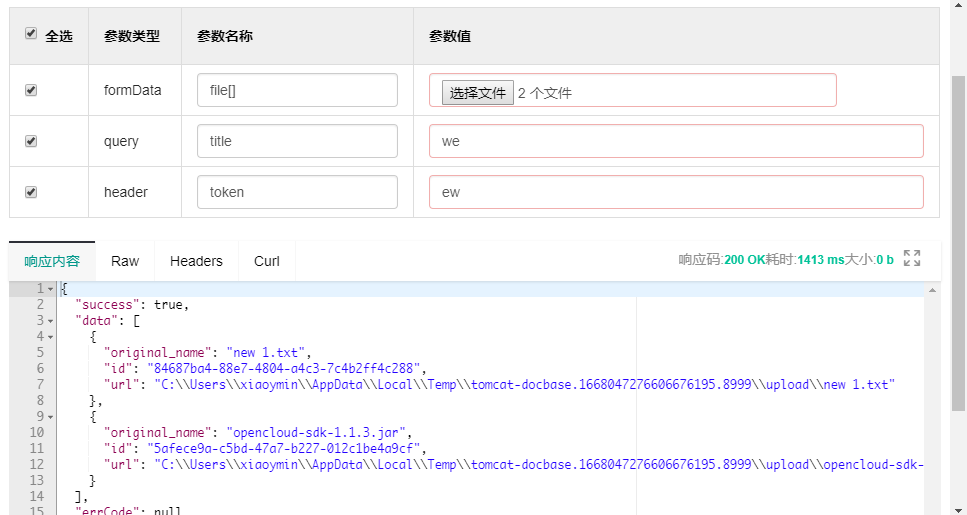 全选 参数类型 参数名称 参数值
formData file[] 选择文件 2 个文件
query title we
header token ew
响应内容 Raw Headers Curl 响应码:200 OK耗时:1413 ms大小:0 b
1 {
2 "success": true,
3 "data": [
4 {
5 "original_name": "new 1.txt",
6 "id": "84687ba4-88e7-4804-a4c3-7c4b2ff4c288",
7 "url": "C:\\Users\\xiaoymin\\AppData\\Local\\Temp\\tomcat-docbase.1668047276606676195.8999\\upload\\new 1.txt"
8 },
9 {
10 "original_name": "opencloud-sdk-1.1.3.jar",
11 "id": "5afece9a-c5bd-47a7-b227-012c1be4a9cf",
12 "url": "C:\\Users\\xiaoymin\\AppData\\Local\\Temp\\tomcat-docbase.1668047276606676195.8999\\upload\\opencloud-sdk-
13 }
14 ],
15 "errCode": null